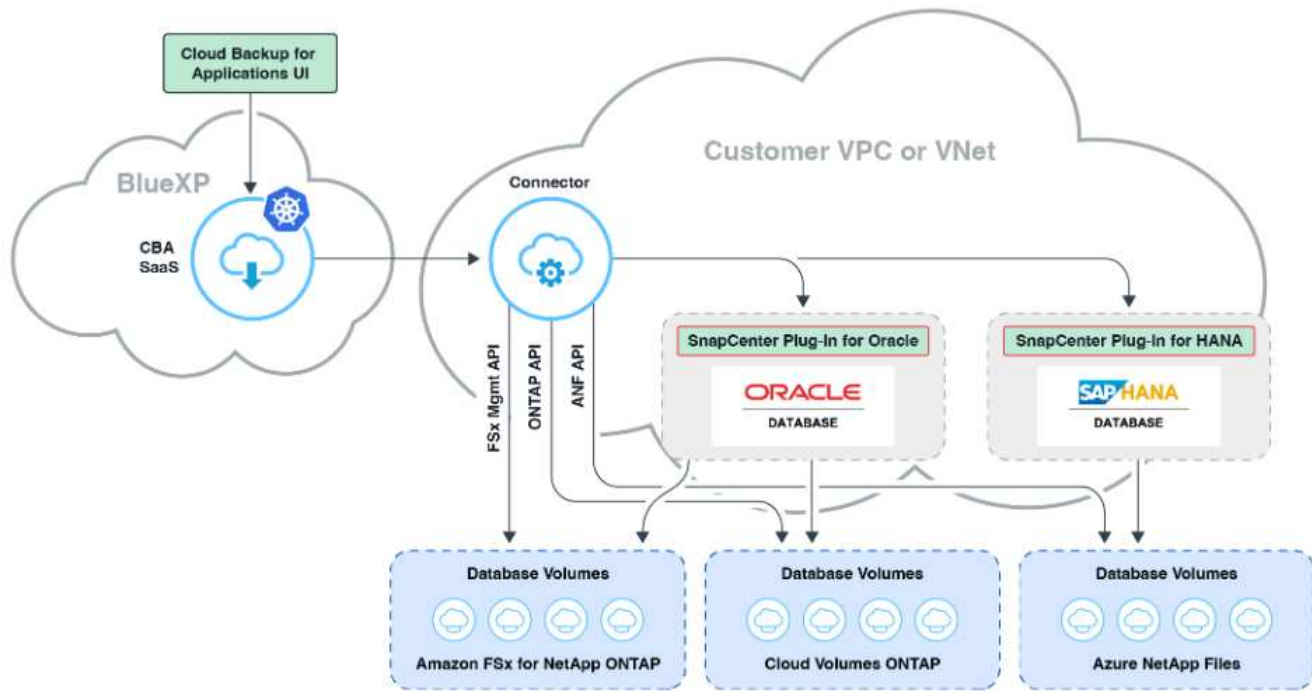 Cloud Backup for
Applications UI
BlueXP
CBA
SaaS
Customer VPC or VNet
Connector
FSx Mgmt API
ONTAP API
ANF API
SnapCenter Plug-In for Oracle
ORACLE
DATABASE
SnapCenter Plug-In for HANA
SAP HANA
DATABASE
Database Volumes
Amazon FSx for NetApp ONTAP
Database Volumes
Cloud Volumes ONTAP
Database Volumes
Azure NetApp Files